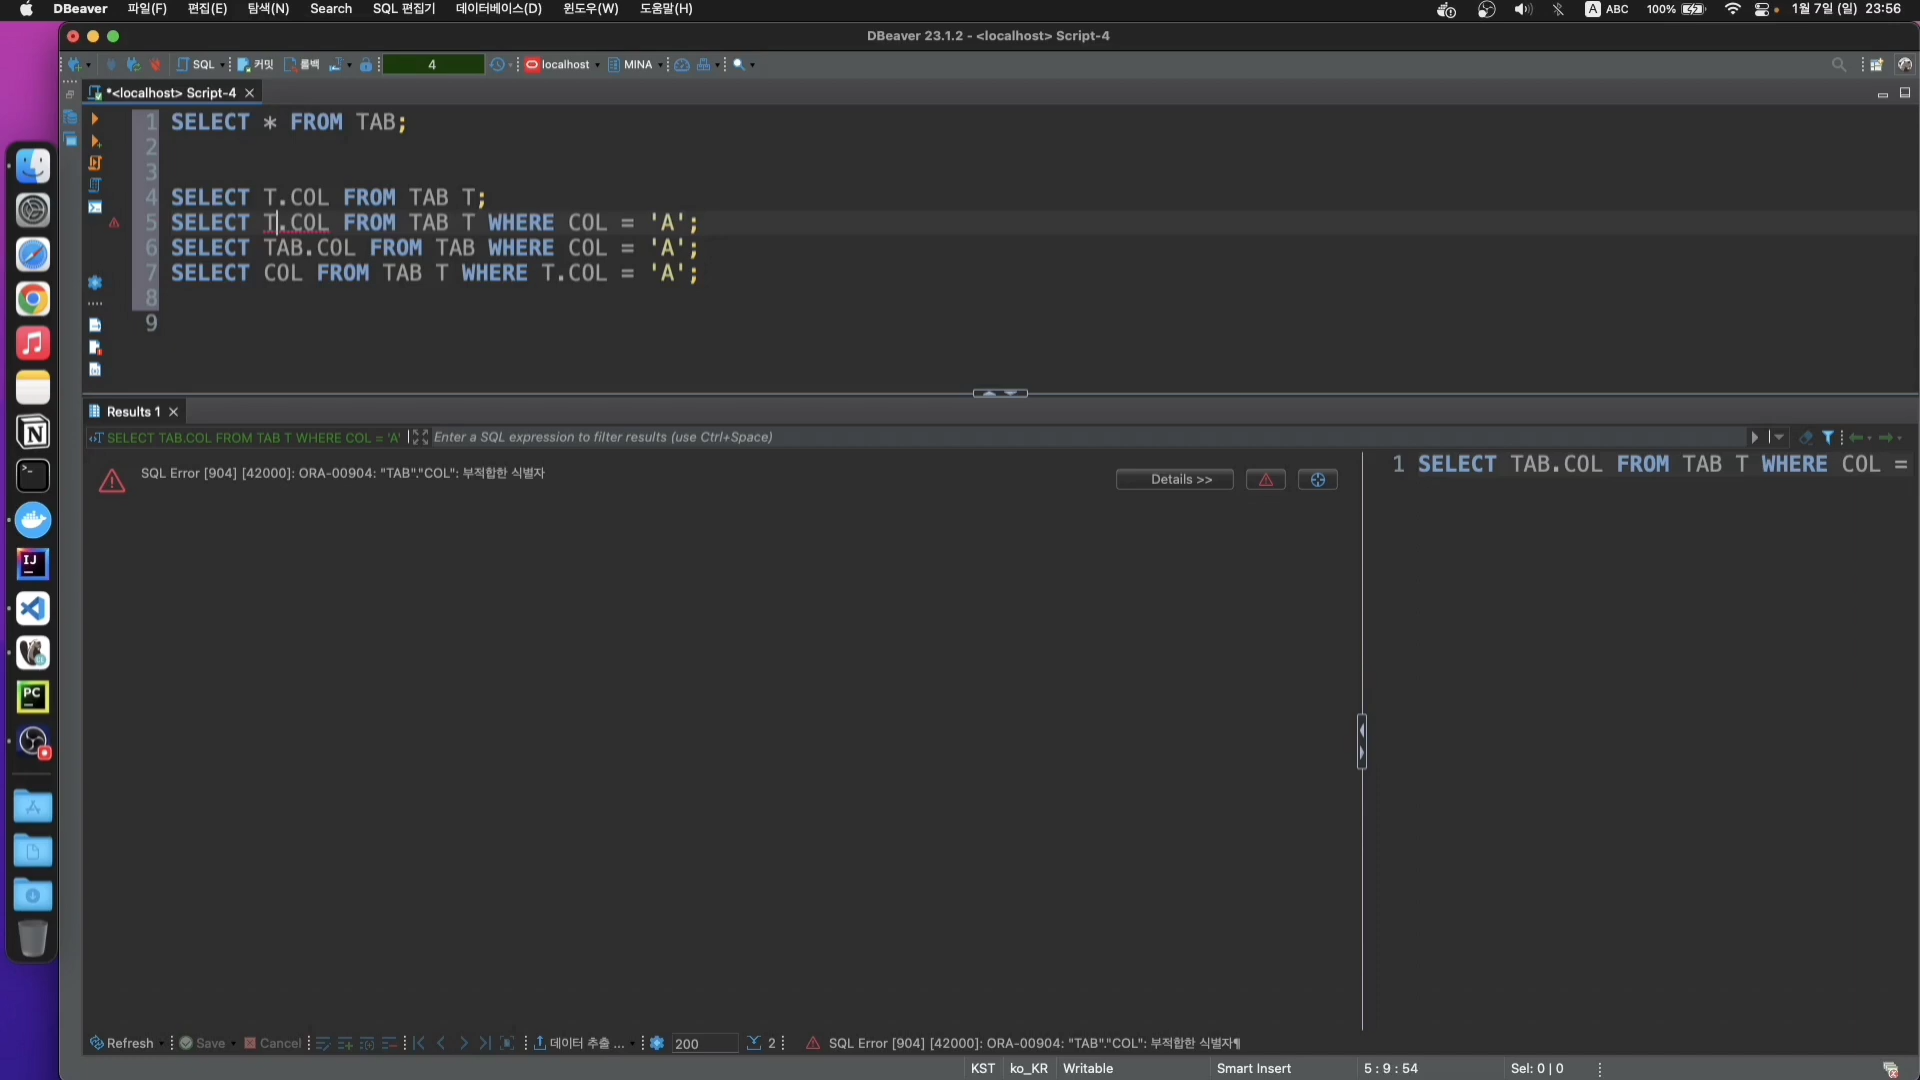 DBeaver 파일(F) 편집(E) 탐색(N) Search SQL 편집기 데이터베이스(D) 윈도우(W) 도움말(H) A ABC 100% 1월 7일 (일) 23:56
DBeaver 23.1.2 - <localhost> Script-4
SQL 커밋 롤백 4 localhost MINA
*<localhost> Script-4
1 SELECT * FROM TAB;
2
3
4 SELECT T.COL FROM TAB T;
5 SELECT T.COL FROM TAB T WHERE COL = 'A';
6 SELECT TAB.COL FROM TAB WHERE COL = 'A';
7 SELECT COL FROM TAB T WHERE T.COL = 'A';
8
9
Results 1
SELECT TAB.COL FROM TAB T WHERE COL = 'A' Enter a SQL expression to filter results (use Ctrl+Space)
SQL Error [904] [42000]: ORA-00904: "TAB"."COL": 부적합한 식별자
Details >>
1 SELECT TAB.COL FROM TAB T WHERE COL =
IJ
PC
Refresh Save Cancel 데이터 추출 ... 200 2 SQL Error [904] [42000]: ORA-00904: "TAB"."COL": 부적합한 식별자¶
KST ko_KR Writable Smart Insert 5 : 9 : 54 Sel: 0 | 0